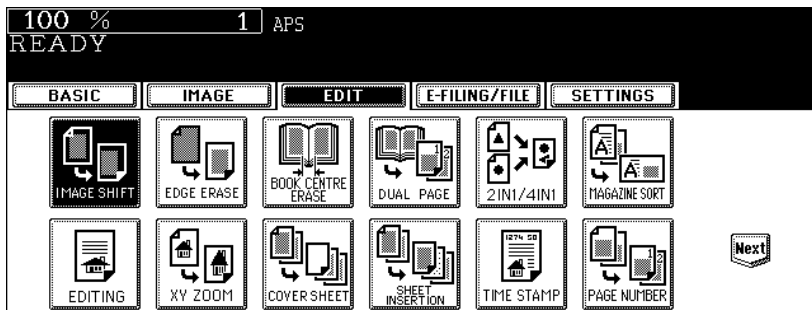 100 % 1 APS
READY
BASIC IMAGE EDIT E-FILING/FILE SETTINGS
IMAGE SHIFT EDGE ERASE BOOK CENTRE ERASE DUAL PAGE 2IN1/4IN1 MAGAZINE SORT
Next
EDITING XY ZOOM COVER SHEET SHEET INSERTION TIME STAMP PAGE NUMBER